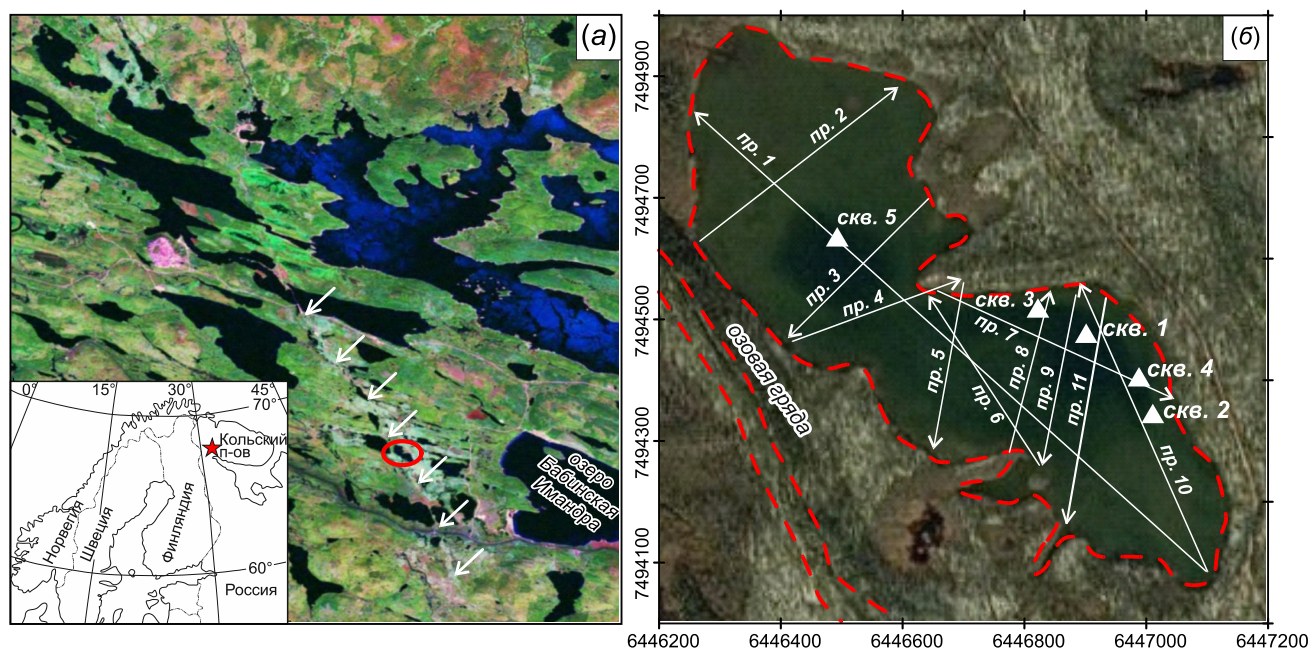 (а)
озеро
Бабинская
Имандра
0°
15°
30°
45°
70°
Кольский
п-ов
Норвегия
Швеция
Финляндия
60°
Россия
(б)
7494900
7494700
7494500
7494300
7494100
пр. 1
пр. 2
скв. 5
пр. 3
пр. 4
скв. 3
скв. 1
пр. 7
пр. 5
пр. 8
пр. 9
пр. 11
скв. 4
пр. 6
скв. 2
пр. 10
озовая гряда
6446200
6446400
6446600
6446800
6447000
6447200